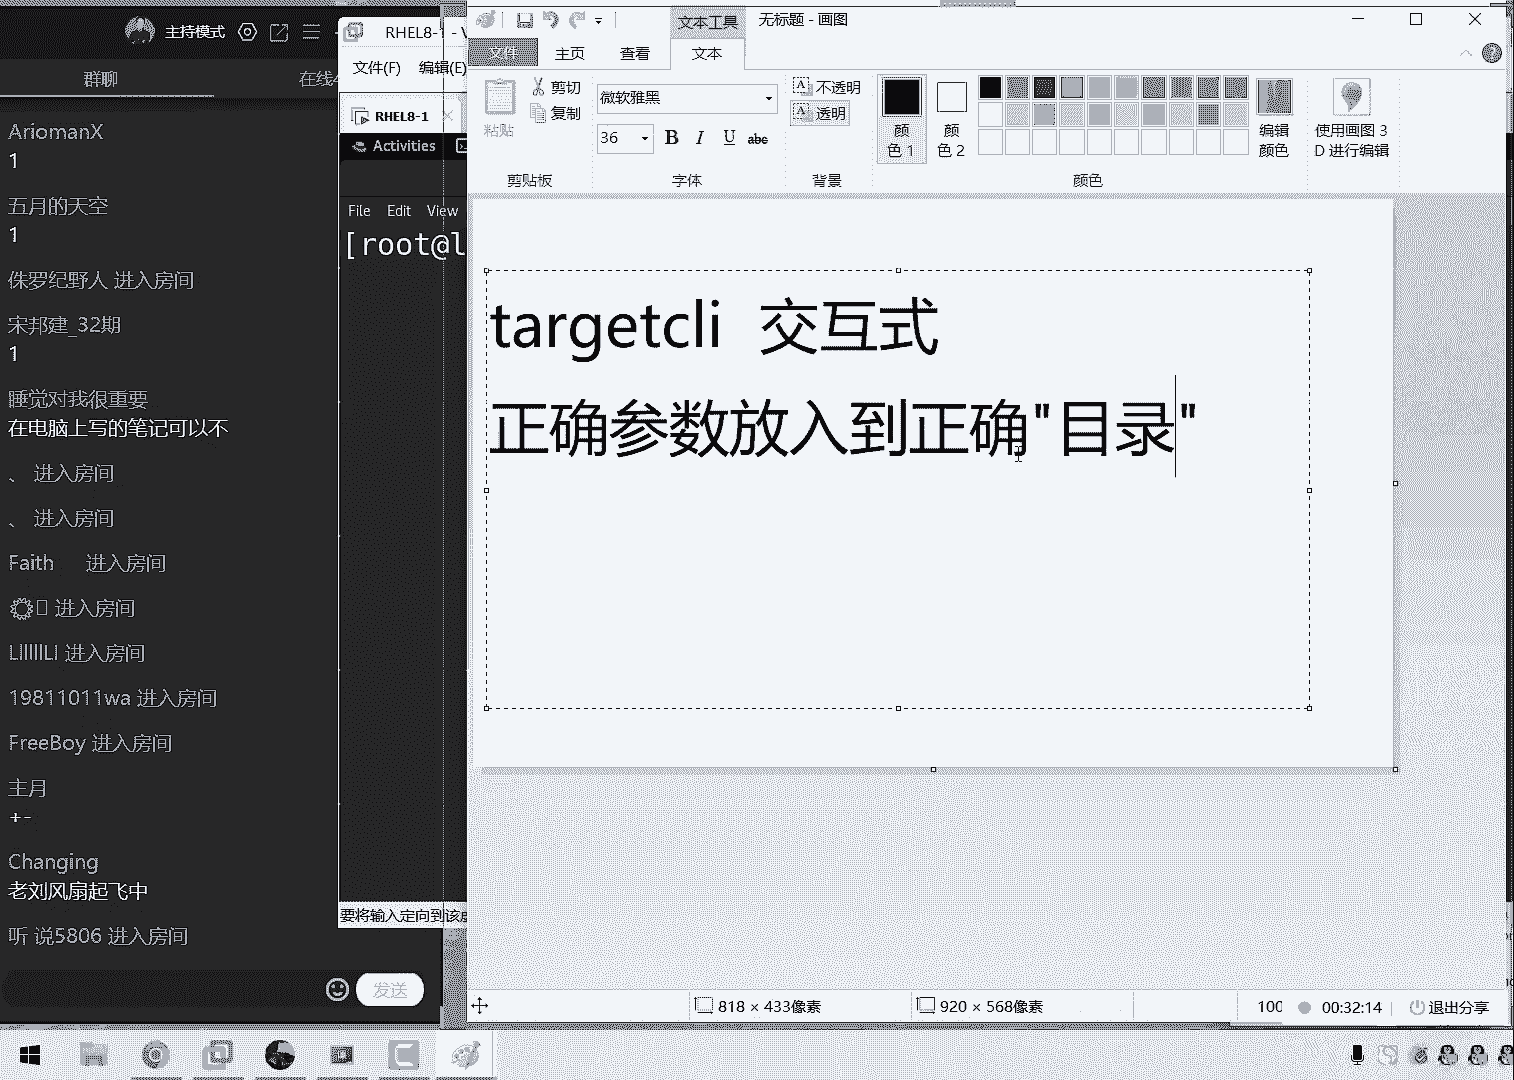 主持模式
群聊
在线
AriomanX
1
五月的天空
1
侏罗纪野人 进入房间
宋邦建_32期
1
睡觉对我很重要
在电脑上写的笔记可以不
、 进入房间
、 进入房间
Faith 进入房间
进入房间
19811011wa 进入房间
FreeBoy 进入房间
主月
+-
Changing
老刘风扇起飞中
听 说5806 进入房间
发送
RHEL8-1 - V
文件(F) 编辑(E)
RHEL8-1
Activities
File Edit View
[root@l
要将输入定向到该
文本工具
无标题 - 画图
文件 主页 查看 文本
粘贴
剪切
复制
剪贴板
微软雅黑
36 B I U abc
字体
不透明
透明
背景
颜色 1
颜色 2
颜色
编辑颜色
使用画图 3
D 进行编辑
targetcli 交互式
正确参数放入到正确"目录"
818 × 433像素
920 × 568像素
100
00:32:14
退出分享